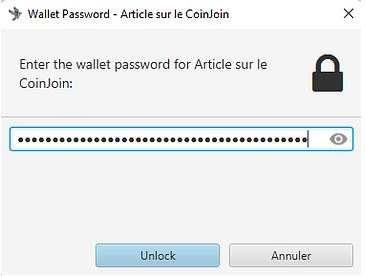 Wallet Password - Article sur le CoinJoin
Enter the wallet password for Article sur le
CoinJoin:
Unlock
Annuler